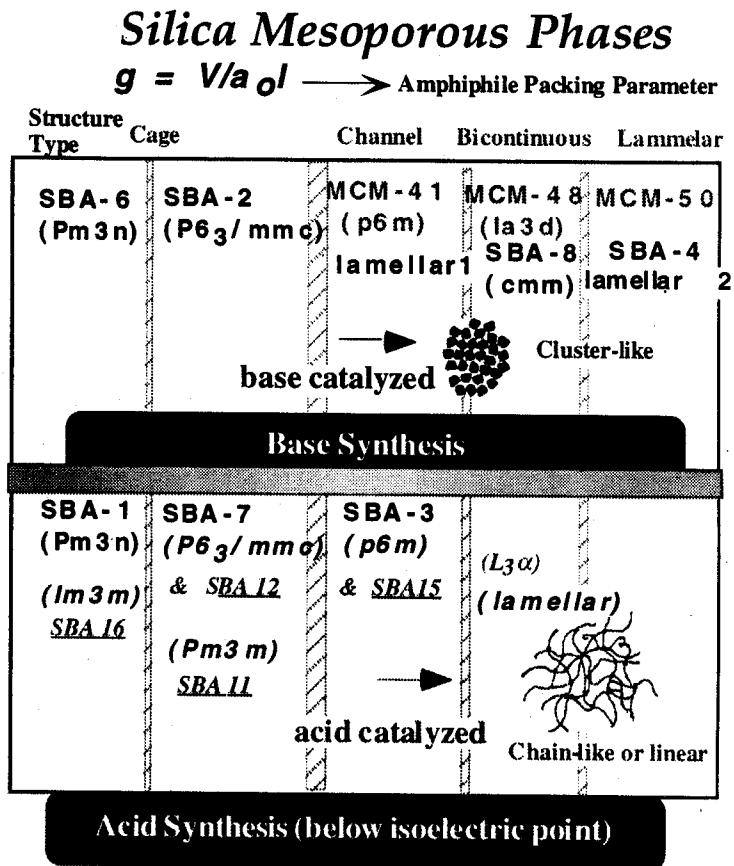 Silica Mesoporous Phases
g = V/a₀l ⟶ Amphiphile Packing Parameter
Structure Type Cage Channel Bicontinuous Lammelar
SBA-6 SBA-2 MCM-41 MCM-48 MCM-50
(Pm3n) (P6₃/mmc) (p6m) (Ia3d)
SBA-8 SBA-4
lamellar1 (cmm) lamellar 2
Cluster-like
base catalyzed
Base Synthesis
SBA-1 SBA-7 SBA-3
(Pm3n) (P6₃/mmc) (p6m)
(L₃α)
& SBA 12 & SBA15
(Im3m) (lamellar)
SBA 16
(Pm3m)
SBA 11
acid catalyzed
Chain-like or linear
Acid Synthesis (below isoelectric point)